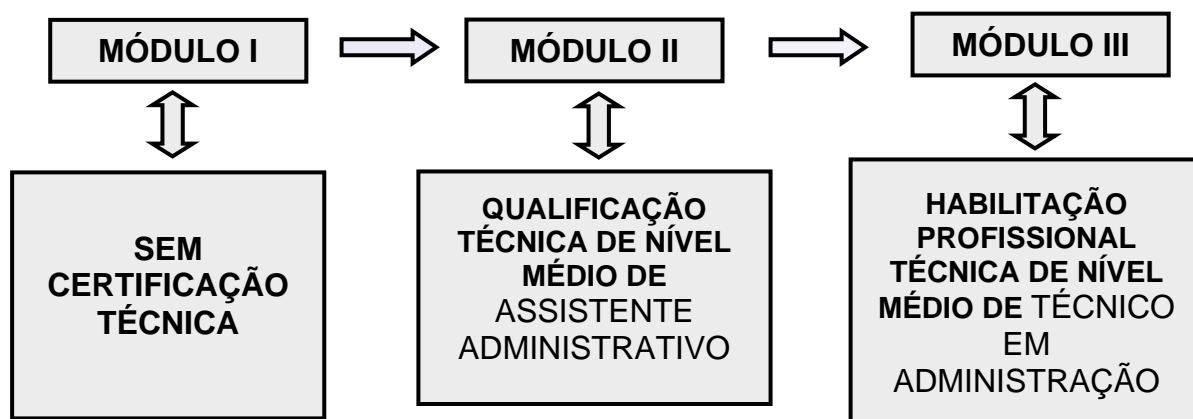 MÓDULO I
MÓDULO II
MÓDULO III
SEM
CERTIFICAÇÃO
TÉCNICA
QUALIFICAÇÃO
TÉCNICA DE NÍVEL
MÉDIO DE
ASSISTENTE
ADMINISTRATIVO
HABILITAÇÃO
PROFISSIONAL
TÉCNICA DE NÍVEL
MÉDIO DE TÉCNICO
EM
ADMINISTRAÇÃO